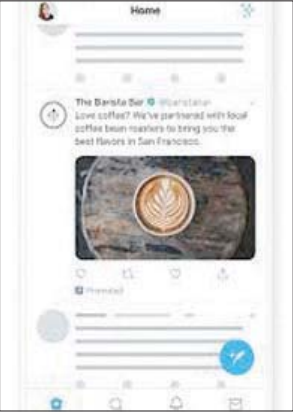 Home
The Barista Bar @baristabar
Love coffee? We've partnered with local
coffee bean roasters to bring you the
best flavors in San Francisco.
Promoted